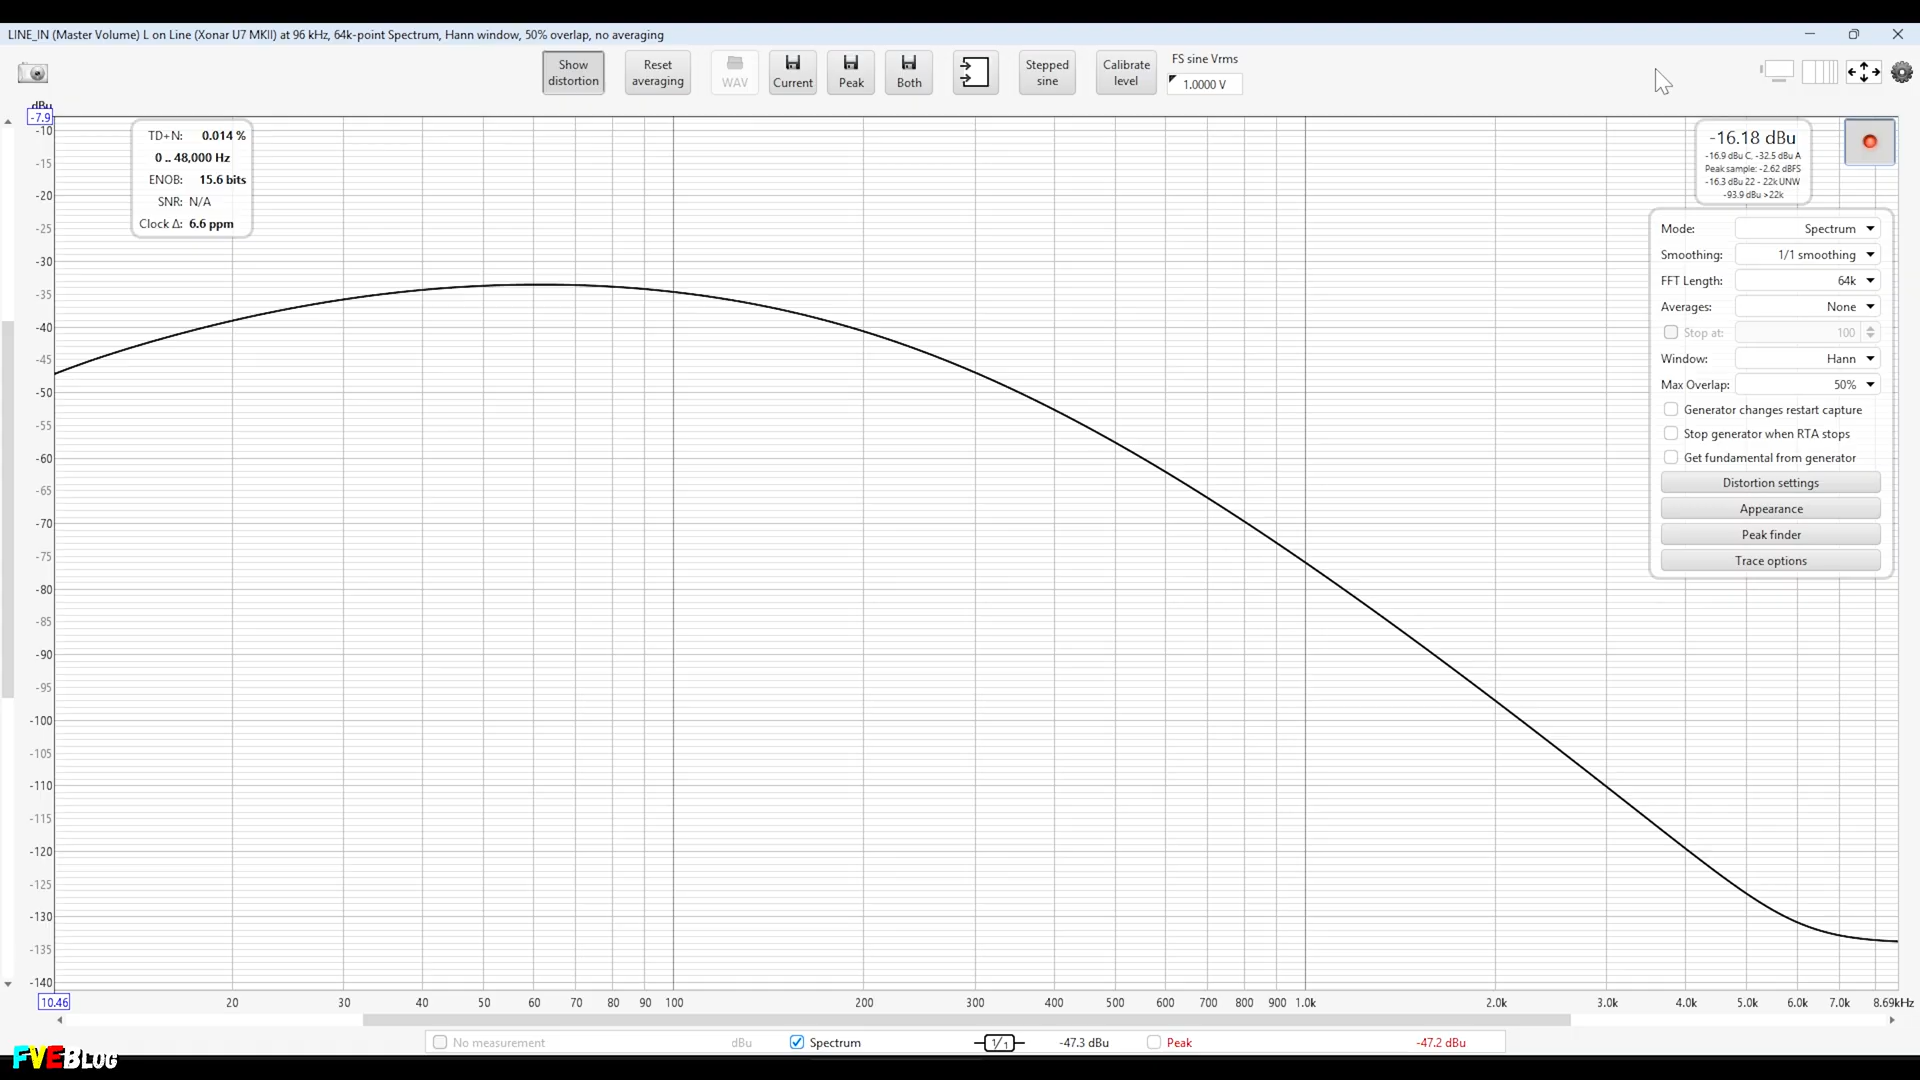 LINE_IN (Master Volume) L on Line (Xonar U7 MKII) at 96 kHz, 64k-point Spectrum, Hann window, 50% overlap, no averaging
Show distortion
Reset averaging
WAV
Current
Peak
Both
Stepped sine
Calibrate level
FS sine Vrms
1.0000 V
dBu
-7.9
-10
-15
-20
-25
-30
-35
-40
-45
-50
-55
-60
-65
-70
-75
-80
-85
-90
-95
-100
-105
-110
-115
-120
-125
-130
-135
-140
TD+N: 0.014 %
0 .. 48,000 Hz
ENOB: 15.6 bits
SNR: N/A
Clock Δ: 6.6 ppm
-16.18 dBu
-16.9 dBu C, -32.5 dBu A
Peak sample: -2.62 dBFS
-16.3 dBu 22 - 22k UNW
-93.9 dBu >22k
Mode: Spectrum
Smoothing: 1/1 smoothing
FFT Length: 64k
Averages: None
Stop at: 100
Window: Hann
Max Overlap: 50%
Generator changes restart capture
Stop generator when RTA stops
Get fundamental from generator
Distortion settings
Appearance
Peak finder
Trace options
10.46 20 30 40 50 60 70 80 90 100 200 300 400 500 600 700 800 900 1.0k 2.0k 3.0k 4.0k 5.0k 6.0k 7.0k 8.69kHz
No measurement dBu Spectrum 1/1 -47.3 dBu Peak -47.2 dBu
FVEBLOG